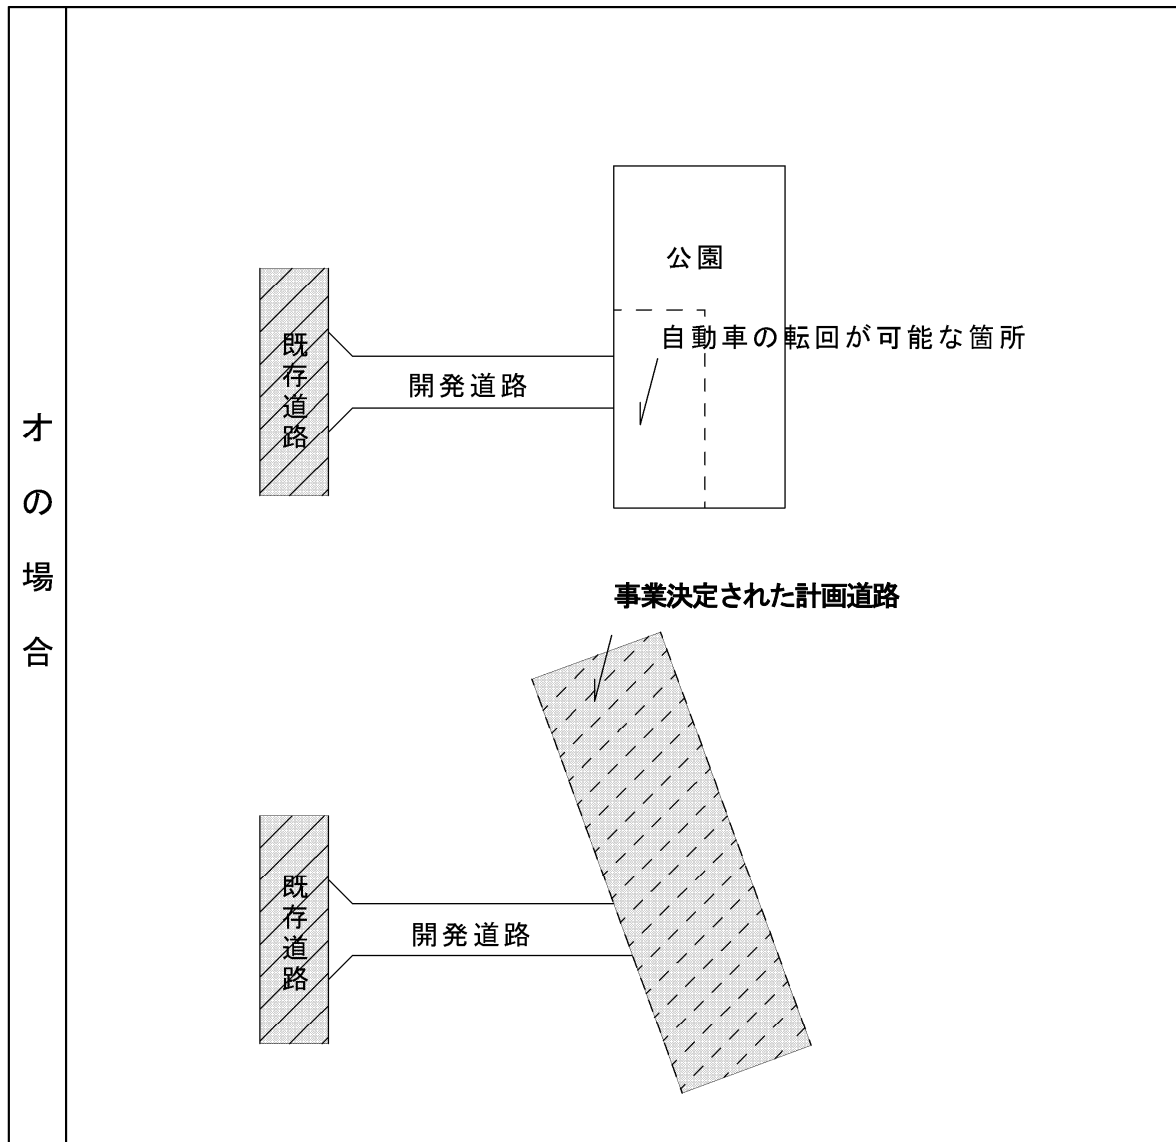 オの場合
公園
自動車の転回が可能な箇所
既存道路
開発道路
事業決定された計画道路
既存道路
開発道路